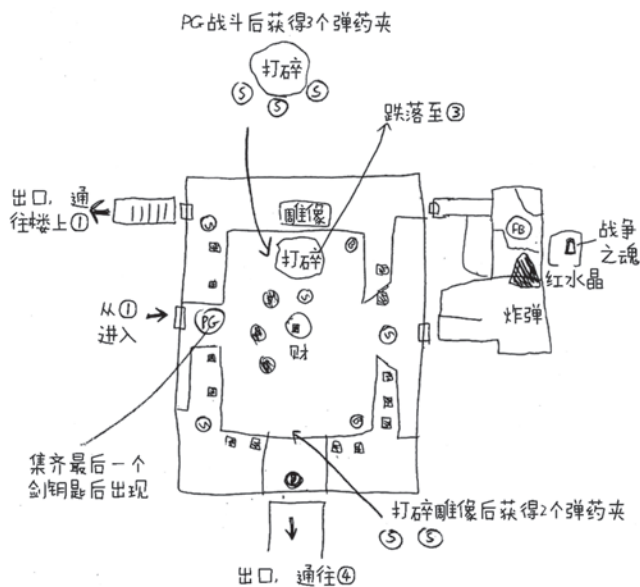 PG战斗后获得3个弹药夹
打碎
S
S
S
跌落至③
出口，通
往楼上①
雕像
打碎
S
PB
战争
之魂
红水晶
炸弹
从①
进入
PG
S
S
财
S
集齐最后一个
剑钥匙后出现
打碎雕像后获得2个弹药夹
S S
出口，通往④